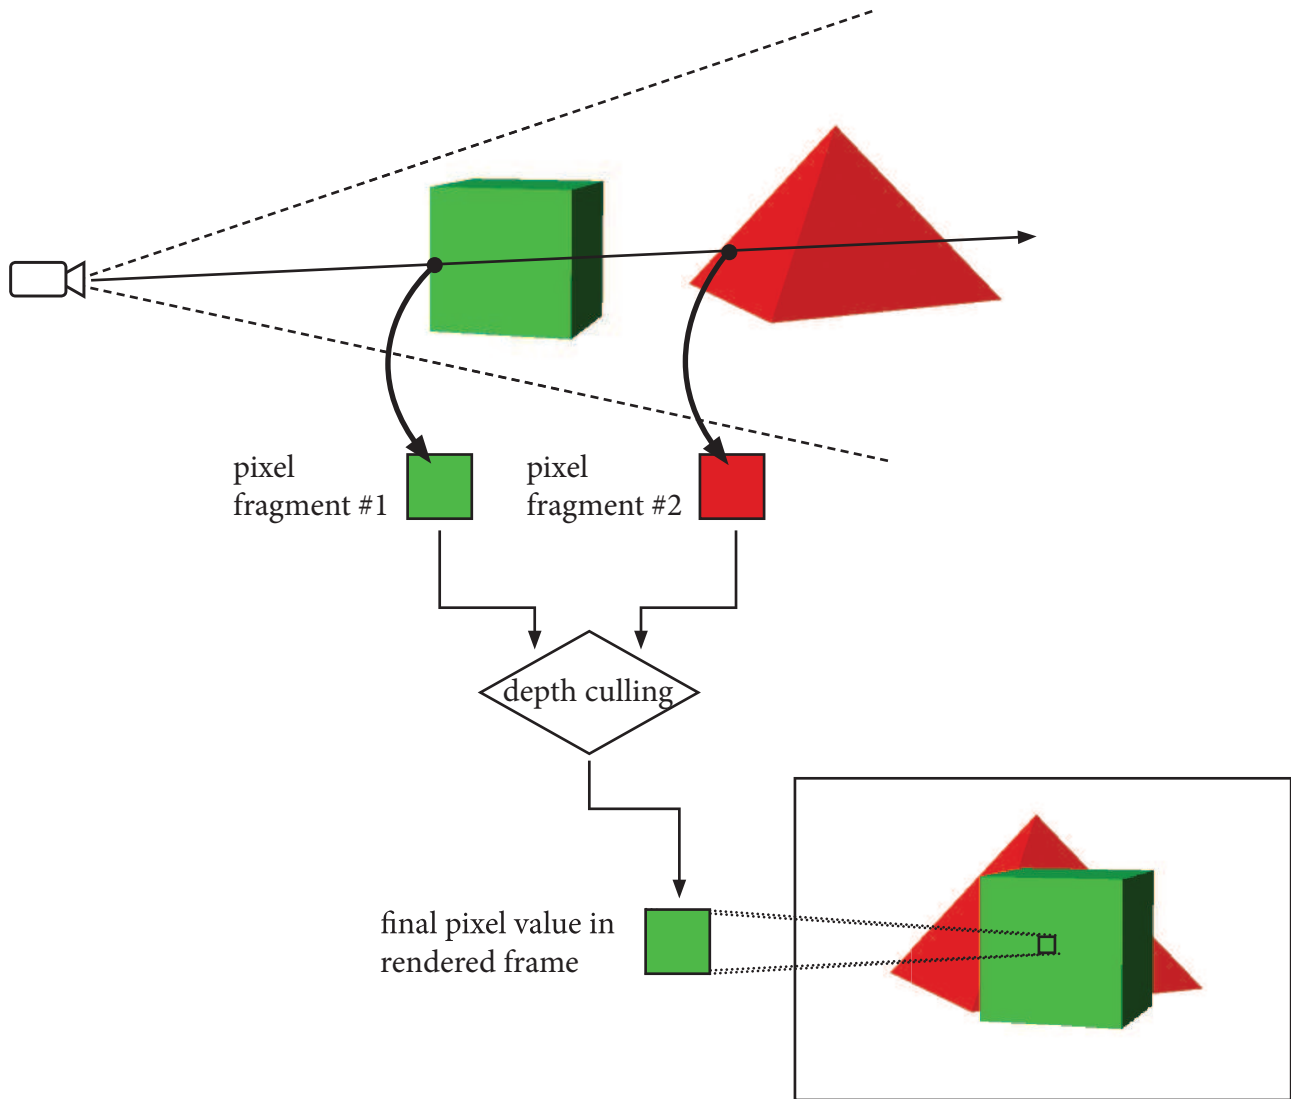 pixel
fragment #1
pixel
fragment #2
depth culling
final pixel value in
rendered frame